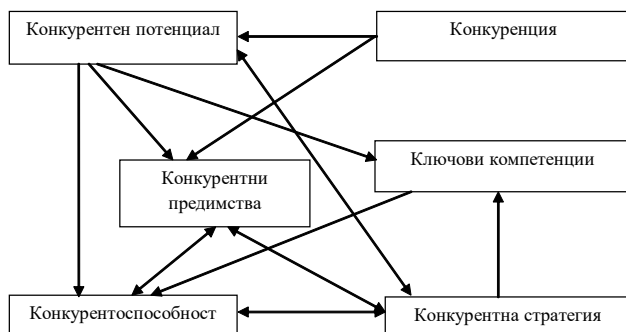 Конкурентен потенциал
Конкуренция
Ключови компетенции
Конкурентни
предимства
Конкурентоспособност
Конкурентна стратегия